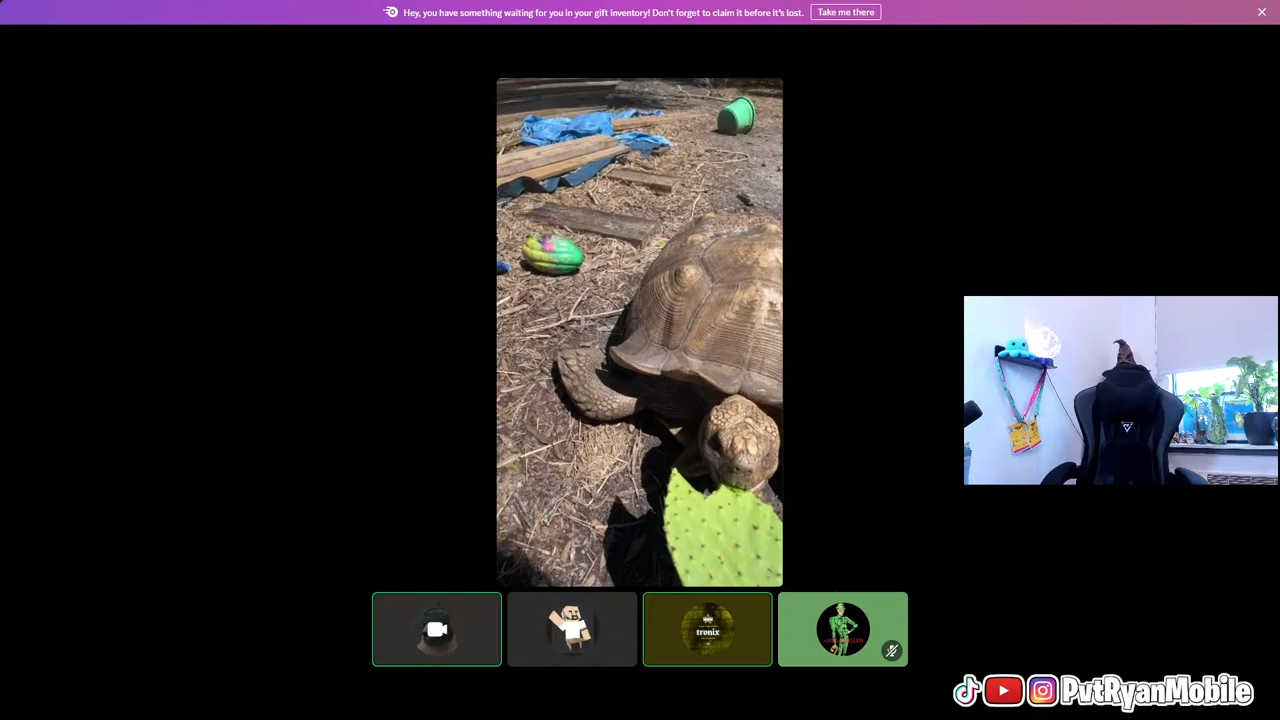 Hey, you have something waiting for you in your gift inventory! Don't forget to claim it before it's lost.
Take me there
tronix
PvtRyanMobile